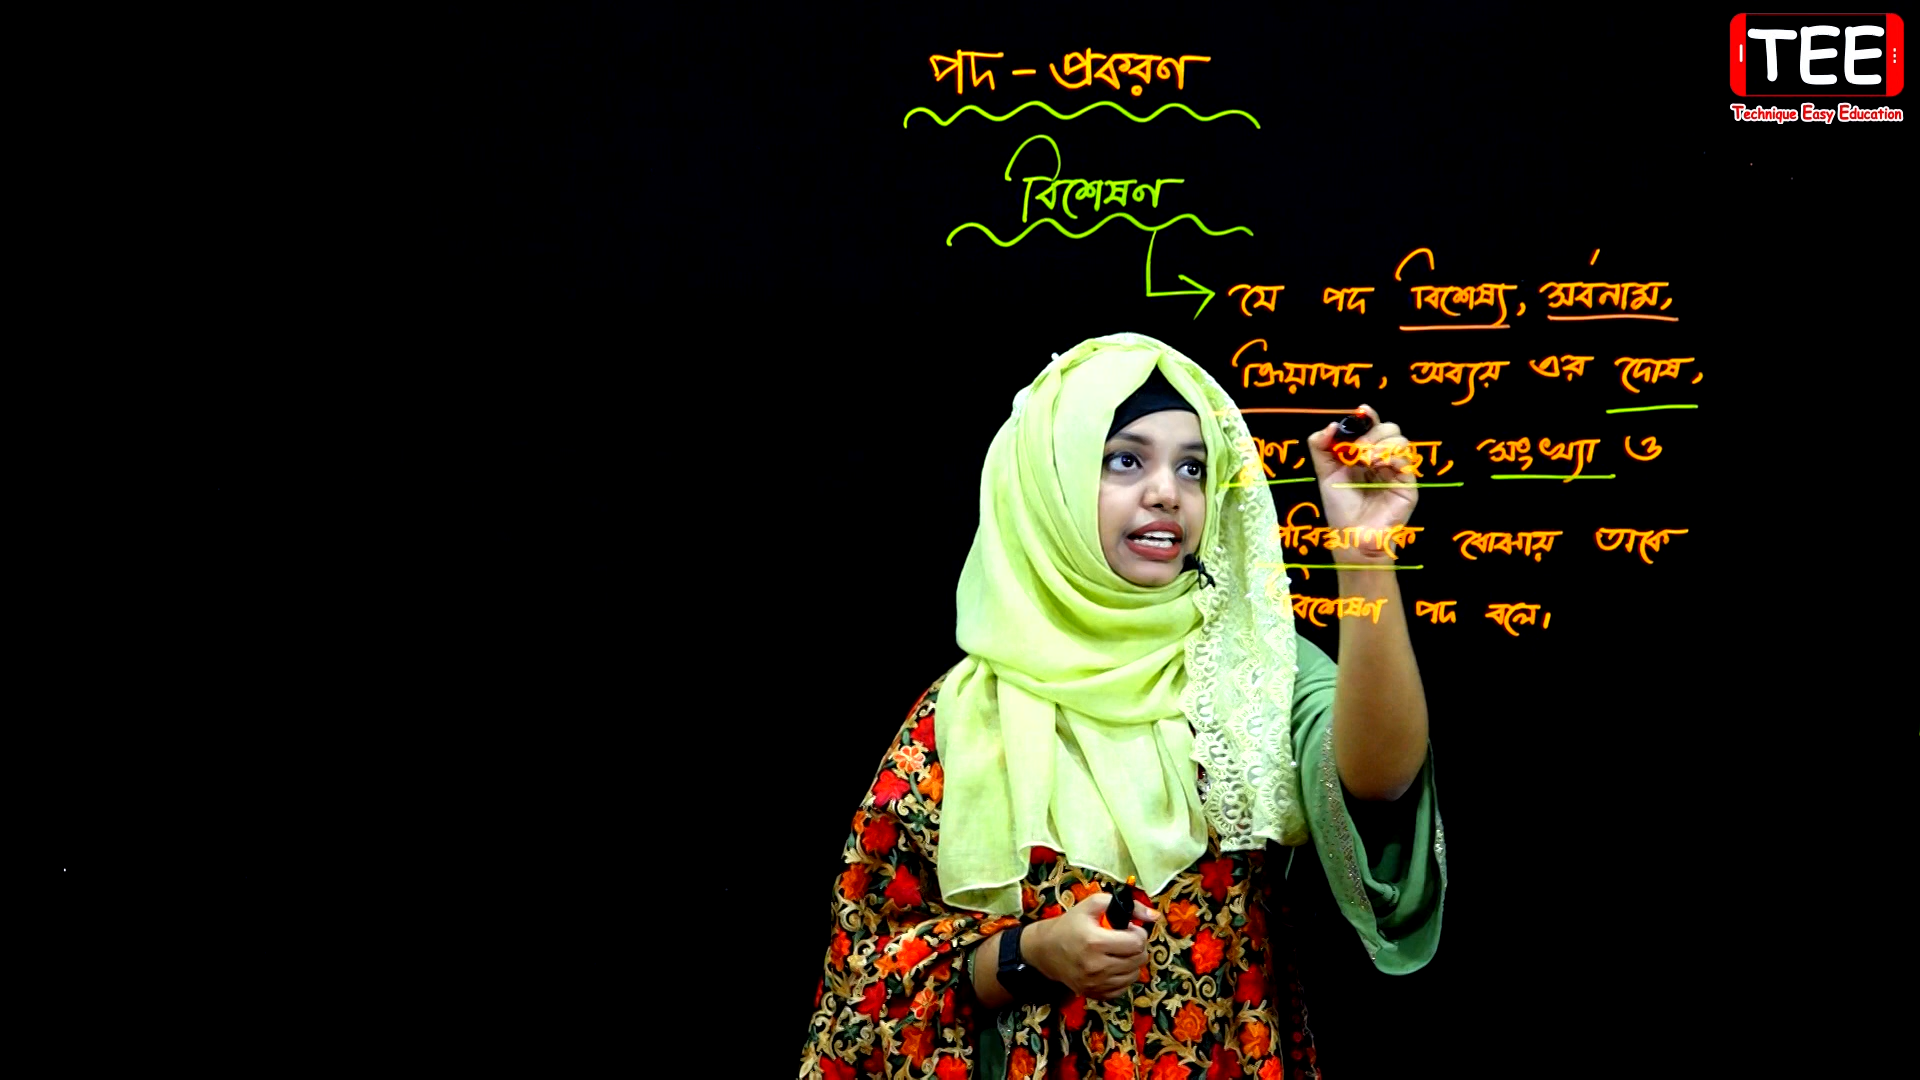 পদ - প্রকরণ
বিশেষণ
যে পদ বিশেষ্য, সর্বনাম,
ক্রিয়াপদ, অব্যয় এর দোষ,
গুণ, অবস্থা, সংখ্যা ও
পরিমাণকে বোঝায় তাকে
বিশেষণ পদ বলে।
TEE
Technique Easy Education